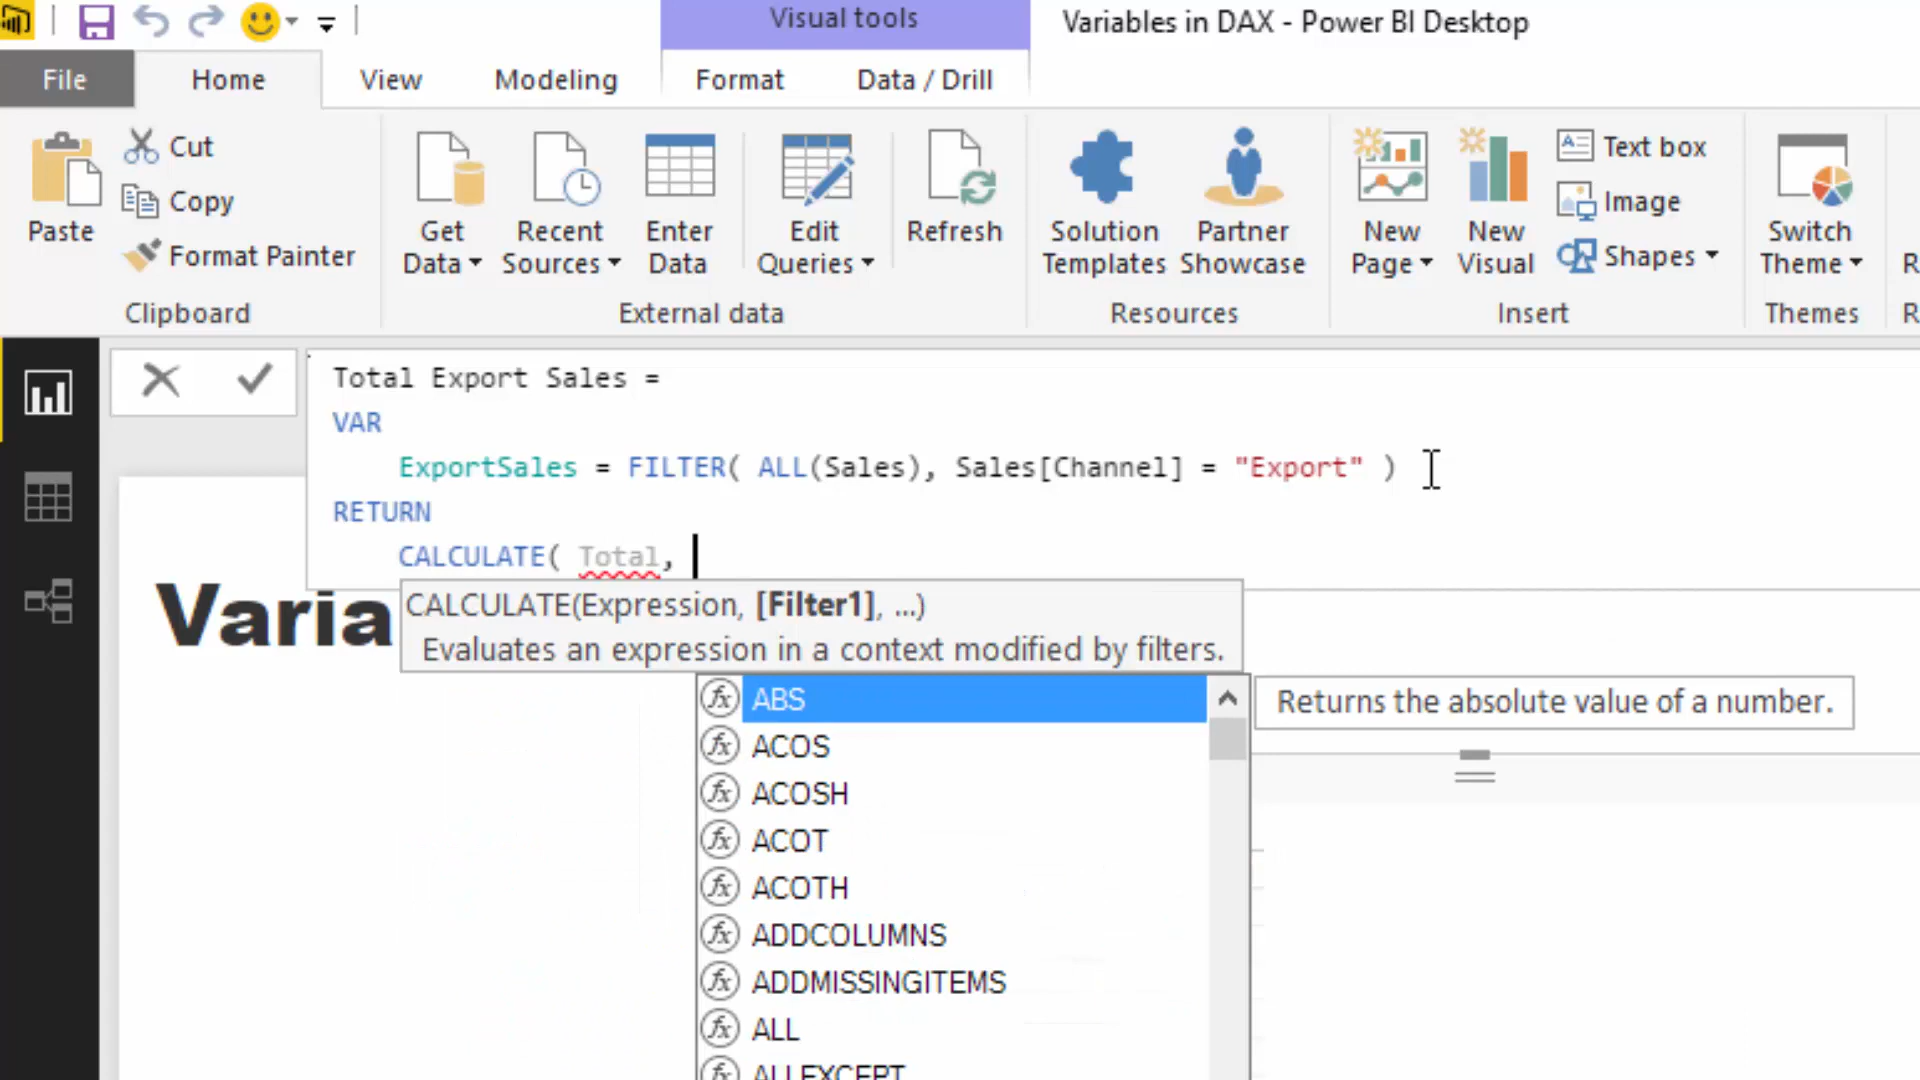 Visual tools
Variables in DAX - Power BI Desktop
File
Home
View
Modeling
Format
Data / Drill
Paste
Cut
Copy
Format Painter
Clipboard
Get Data
Recent Sources
Enter Data
Edit Queries
Refresh
External data
Solution Templates
Partner Showcase
Resources
New Page
New Visual
Text box
Image
Shapes
Insert
Switch Theme
Themes
R
R
Total Export Sales =
VAR
ExportSales = FILTER( ALL(Sales), Sales[Channel] = "Export" )
RETURN
CALCULATE( Total,
Varia
CALCULATE(Expression, [Filter1], ...)
Evaluates an expression in a context modified by filters.
ABS
Returns the absolute value of a number.
ACOS
ACOSH
ACOT
ACOTH
ADDCOLUMNS
ADDMISSINGITEMS
ALL
ALLEXCEPT